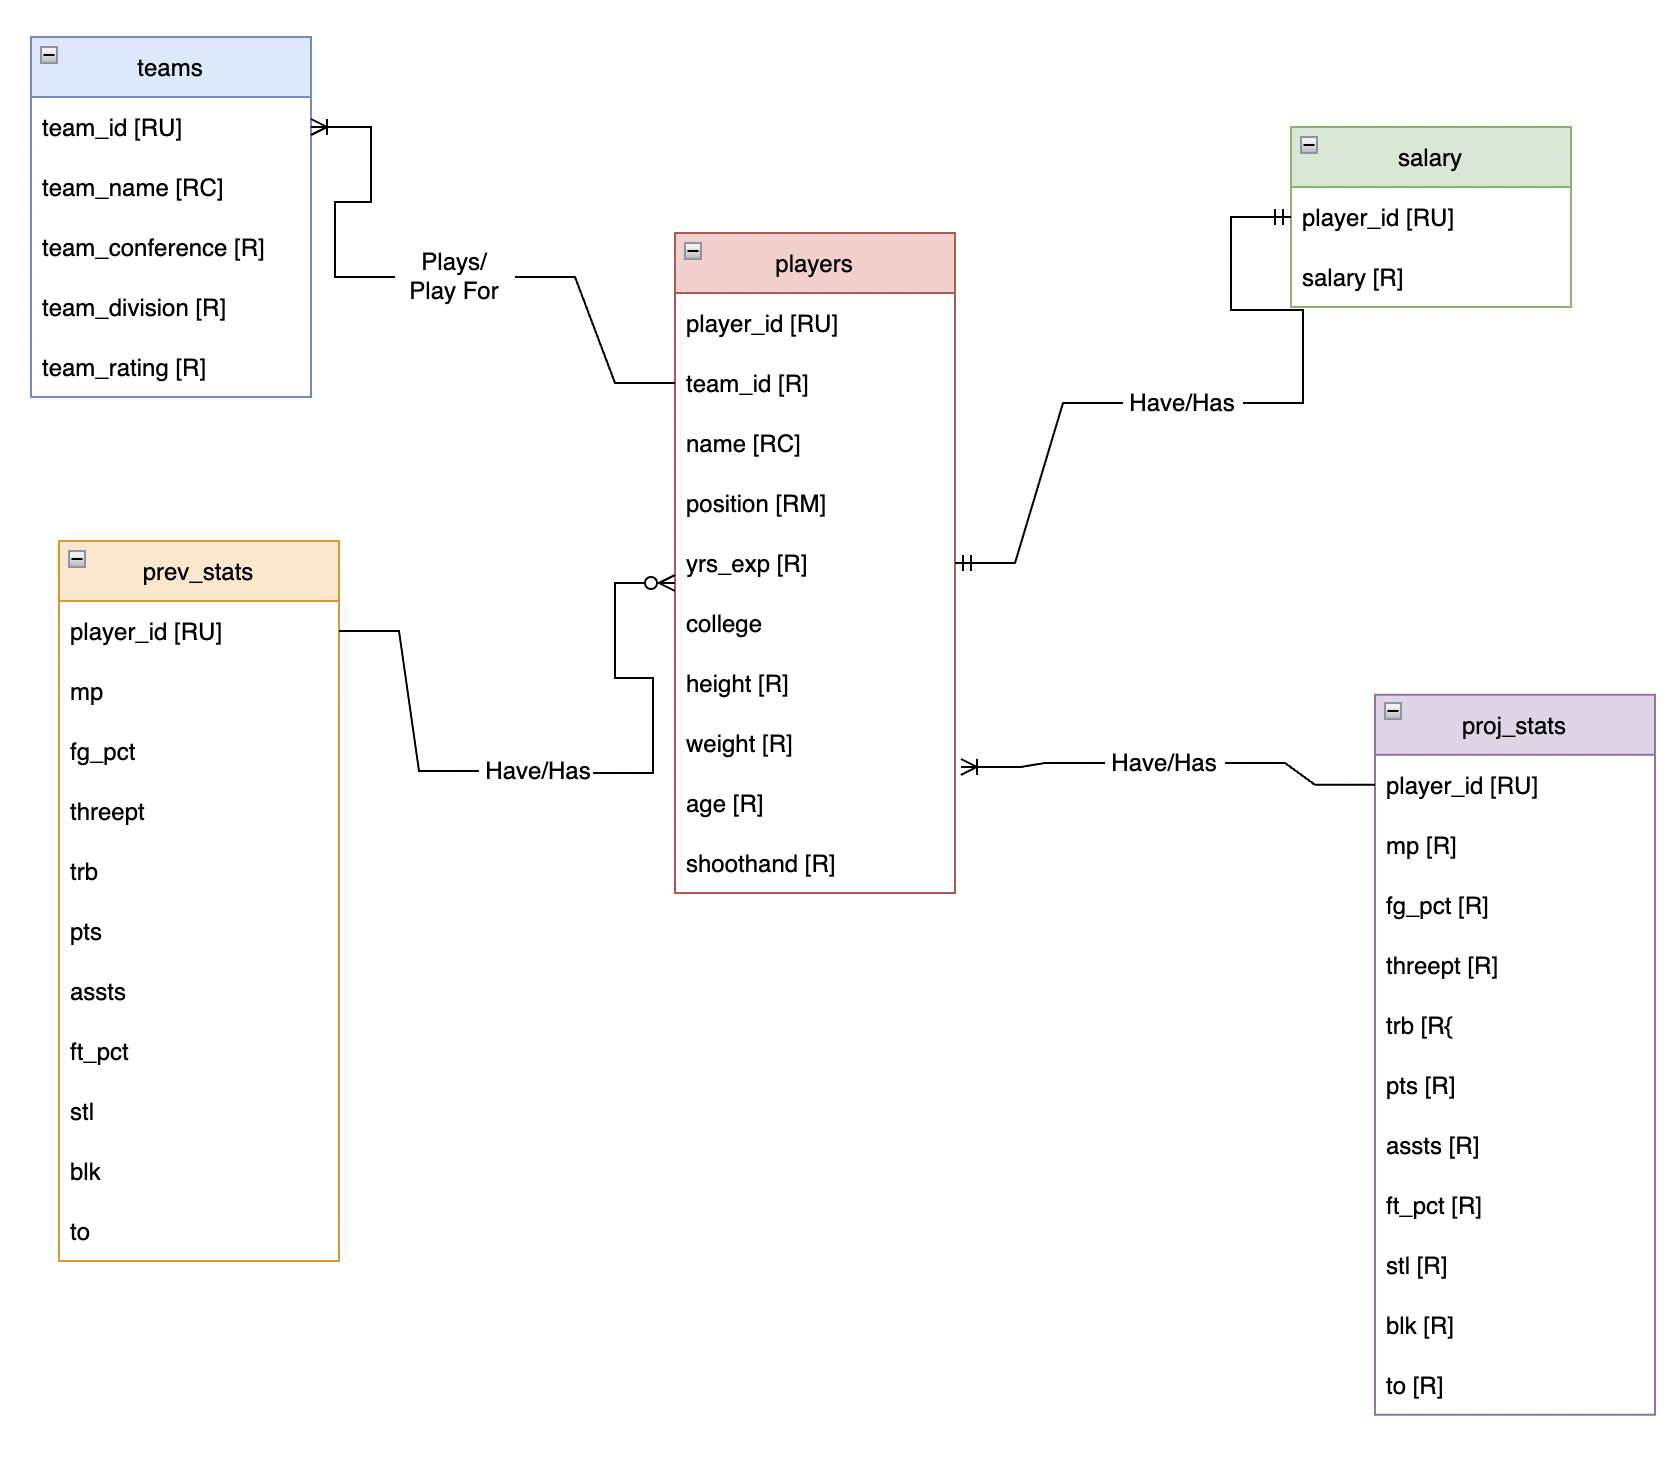 teams
team_id [RU]
team_name [RC]
team_conference [R]
team_division [R]
team_rating [R]
Plays/
Play For
players
player_id [RU]
team_id [R]
name [RC]
position [RM]
yrs_exp [R]
college
height [R]
weight [R]
age [R]
shoothand [R]
salary
player_id [RU]
salary [R]
Have/Has
prev_stats
player_id [RU]
mp
fg_pct
threept
trb
pts
assts
ft_pct
stl
blk
to
Have/Has
Have/Has
proj_stats
player_id [RU]
mp [R]
fg_pct [R]
threept [R]
trb [R{
pts [R]
assts [R]
ft_pct [R]
stl [R]
blk [R]
to [R]